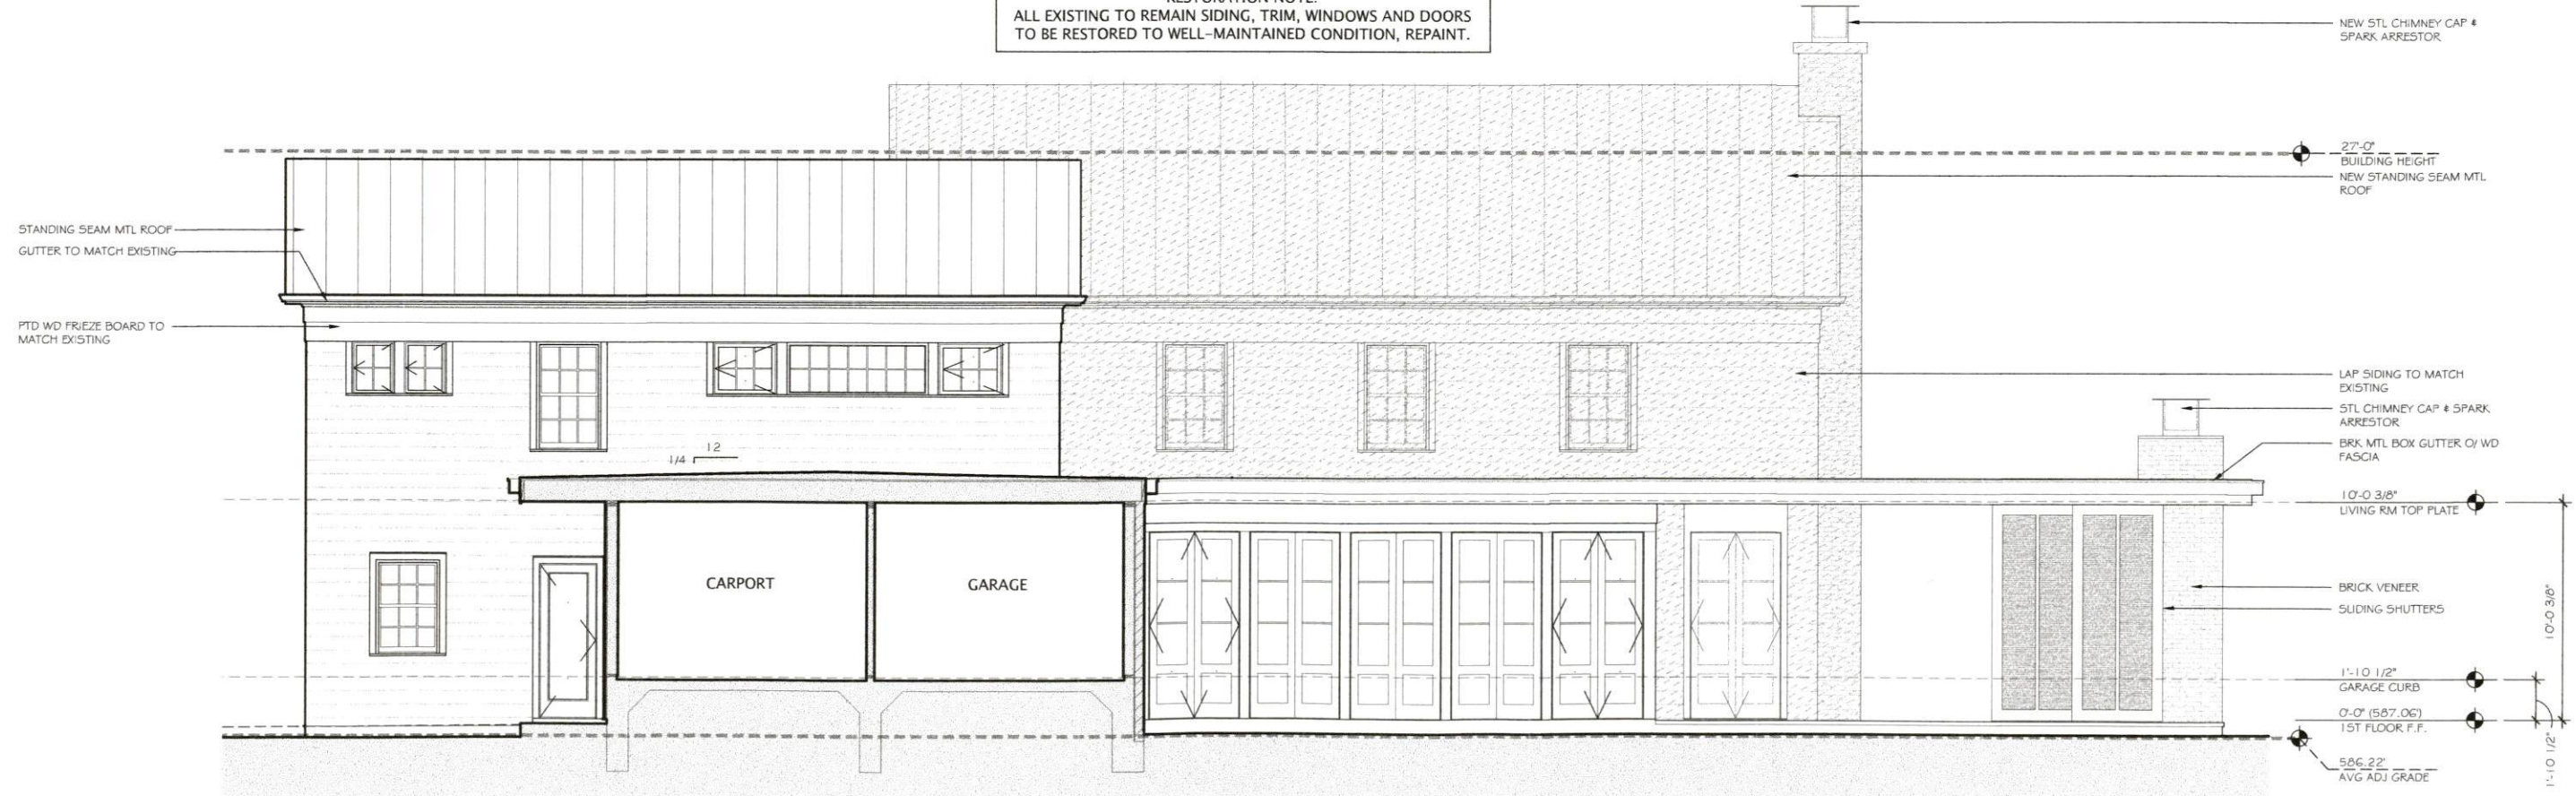 RESTORATION NOTE:
ALL EXISTING TO REMAIN SIDING, TRIM, WINDOWS AND DOORS
TO BE RESTORED TO WELL-MAINTAINED CONDITION, REPAINT.
NEW STL CHIMNEY CAP &
SPARK ARRESTOR
27'-0"
BUILDING HEIGHT
NEW STANDING SEAM MTL
ROOF
STANDING SEAM MTL ROOF
GUTTER TO MATCH EXISTING
PTD WD FRIEZE BOARD TO
MATCH EXISTING
LAP SIDING TO MATCH
EXISTING
STL CHIMNEY CAP & SPARK
ARRESTOR
BRK MTL BOX GUTTER O/ WD
FASCIA
12
1/4
10'-0 3/8"
LIVING RM TOP PLATE
CARPORT
GARAGE
BRICK VENEER
SLIDING SHUTTERS
10'-0 3/8"
1'-10 1/2"
GARAGE CURB
0'-0" (587.06')
1ST FLOOR F.F.
1'-10 1/2"
586.22'
AVG ADJ GRADE